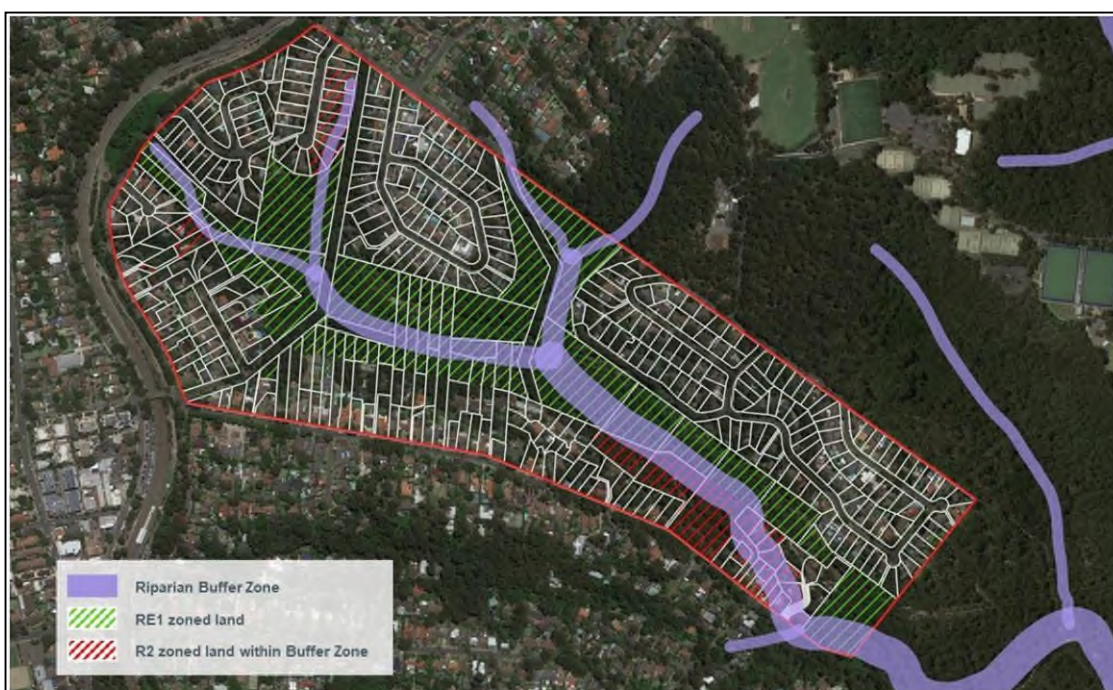 Riparian Buffer Zone
RE1 zoned land
R2 zoned land within Buffer Zone